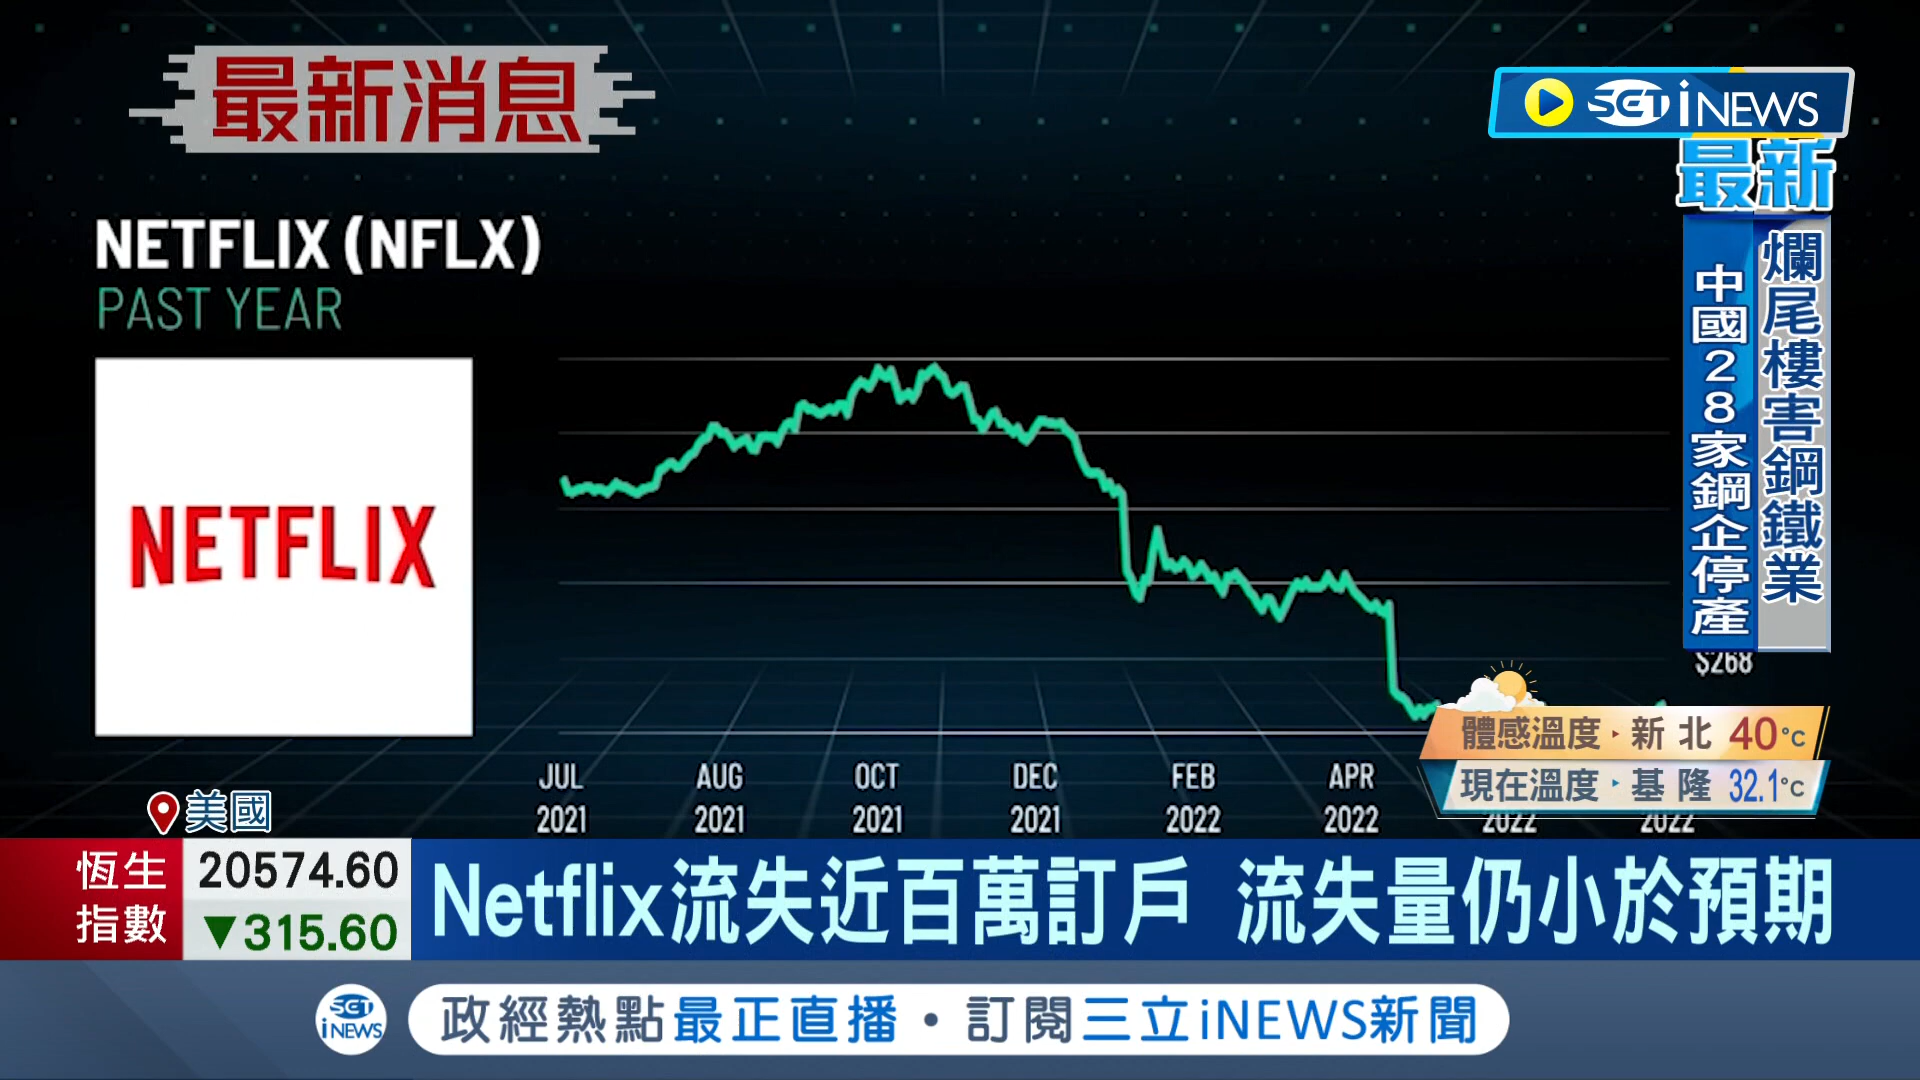 最新消息
SET iNEWS
最新
爛尾樓害鋼鐵業
中國28家鋼企停產
NETFLIX (NFLX)
PAST YEAR
NETFLIX
$268
體感溫度·新北 40°C
現在溫度·基隆 32.1°C
JUL 2021
AUG 2021
OCT 2021
DEC 2021
FEB 2022
APR 2022
2022
2022
美國
恆生指數
20574.60
▼315.60
Netflix流失近百萬訂戶 流失量仍小於預期
SET iNEWS
政經熱點最正直播·訂閱三立iNEWS新聞